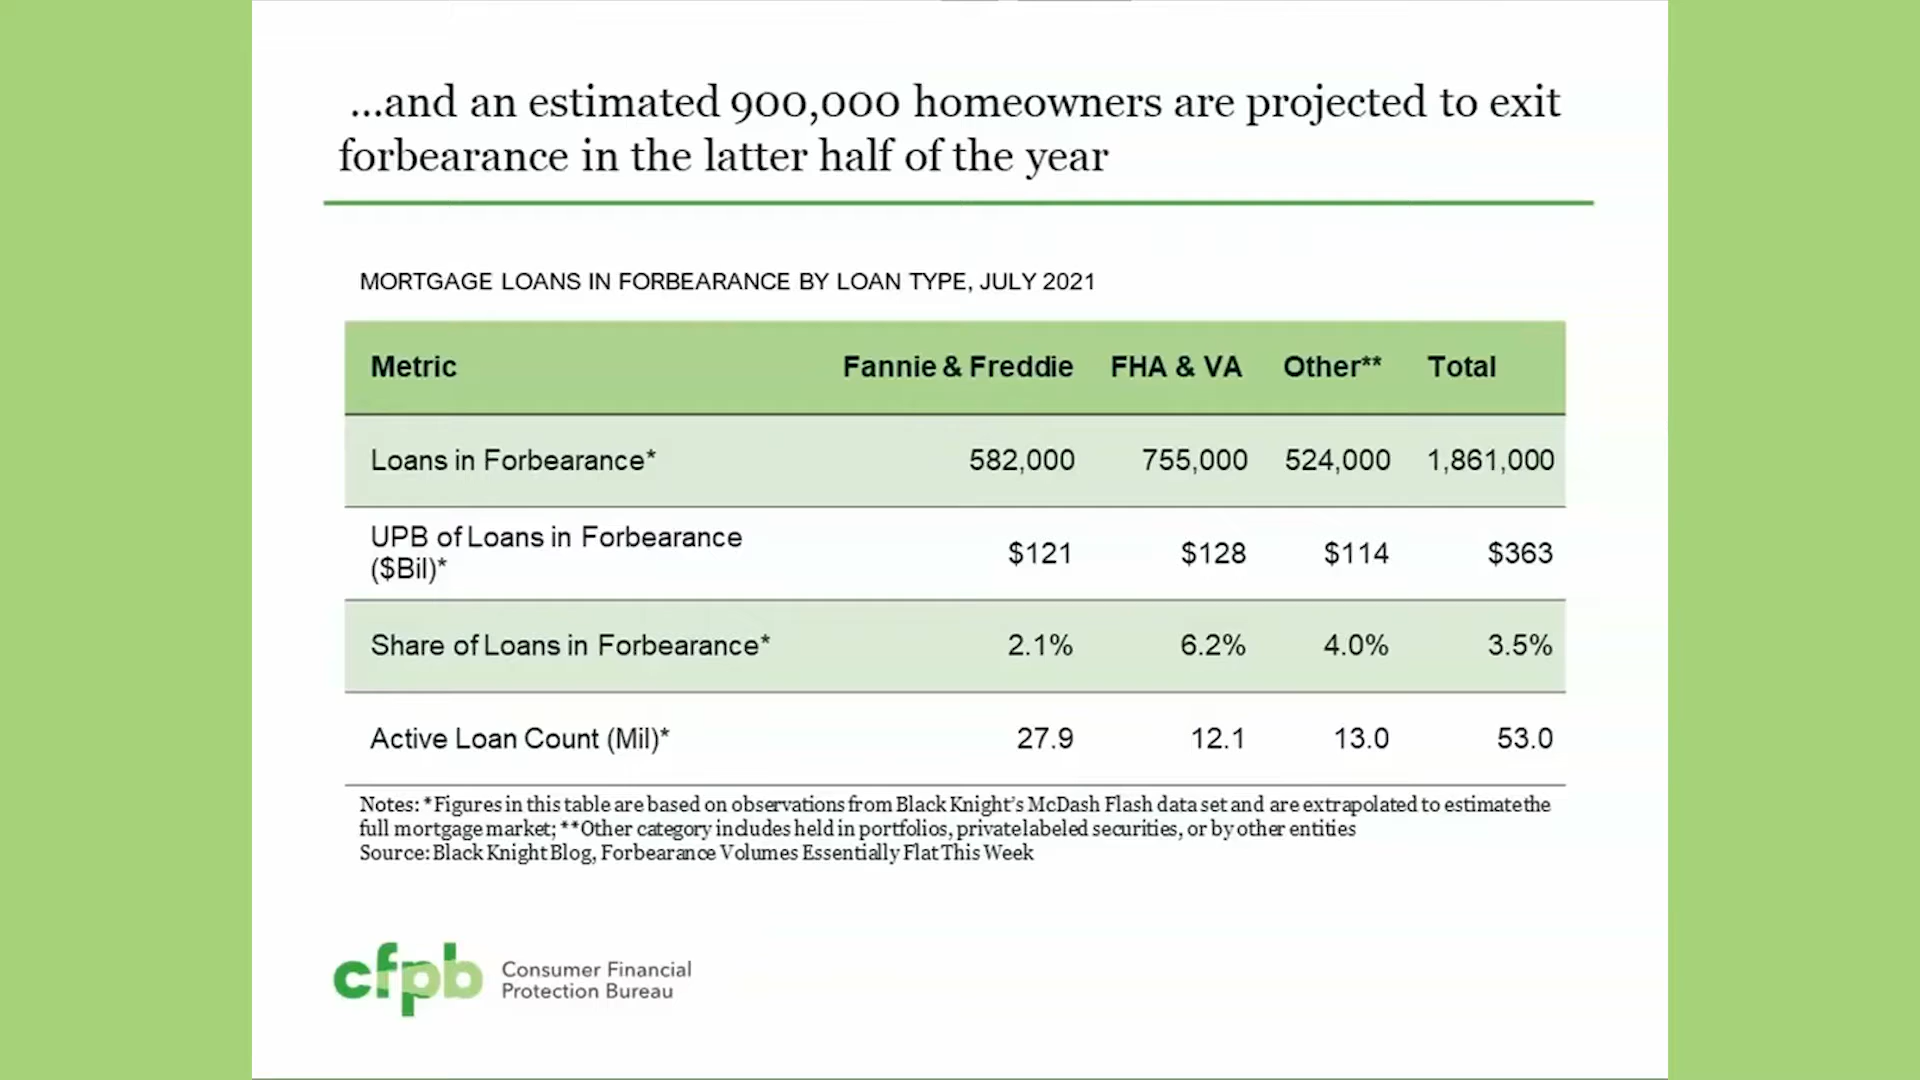 ...and an estimated 900,000 homeowners are projected to exit
forbearance in the latter half of the year
MORTGAGE LOANS IN FORBEARANCE BY LOAN TYPE, JULY 2021
Metric Fannie & Freddie FHA & VA Other** Total
Loans in Forbearance* 582,000 755,000 524,000 1,861,000
UPB of Loans in Forbearance
($Bil)* $121 $128 $114 $363
Share of Loans in Forbearance* 2.1% 6.2% 4.0% 3.5%
Active Loan Count (Mil)* 27.9 12.1 13.0 53.0
Notes: *Figures in this table are based on observations from Black Knight's McDash Flash data set and are extrapolated to estimate the
full mortgage market; **Other category includes held in portfolios, private labeled securities, or by other entities
Source: Black Knight Blog, Forbearance Volumes Essentially Flat This Week
cfpb
Consumer Financial
Protection Bureau